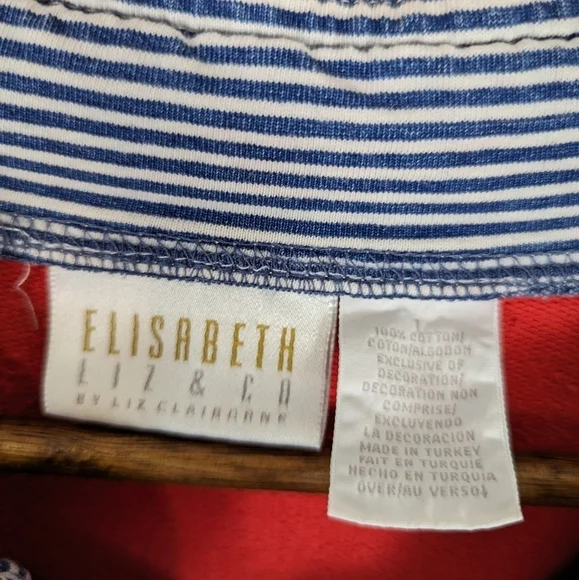 ELISABETH
LIZ & CO
BY LIZ CLAIBORNE
1
100% COTTON/
COTON/ALGODON
EXCLUSIVE OF
DECORATION/
DECORATION NON
COMPRISE/
EXCLUYENDO
LA DECORACION
MADE IN TURKEY
FAIT EN TURQUIE
HECHO EN TURQUIA
OVER/AU VERSO↓